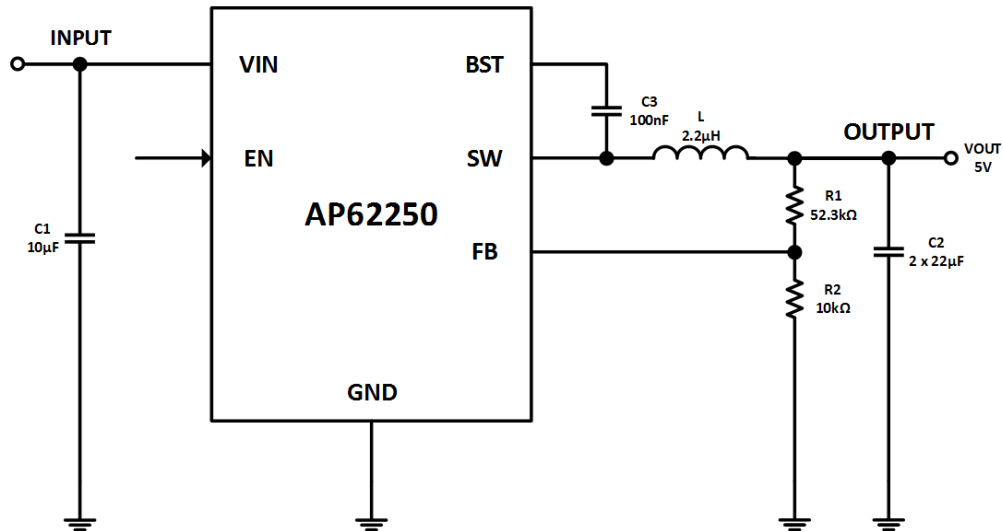 INPUT
VIN
BST
C3
100nF
L
2.2µH
OUTPUT
VOUT
5V
EN
SW
AP62250
R1
52.3kΩ
C1
10µF
FB
C2
2 x 22µF
R2
10kΩ
GND